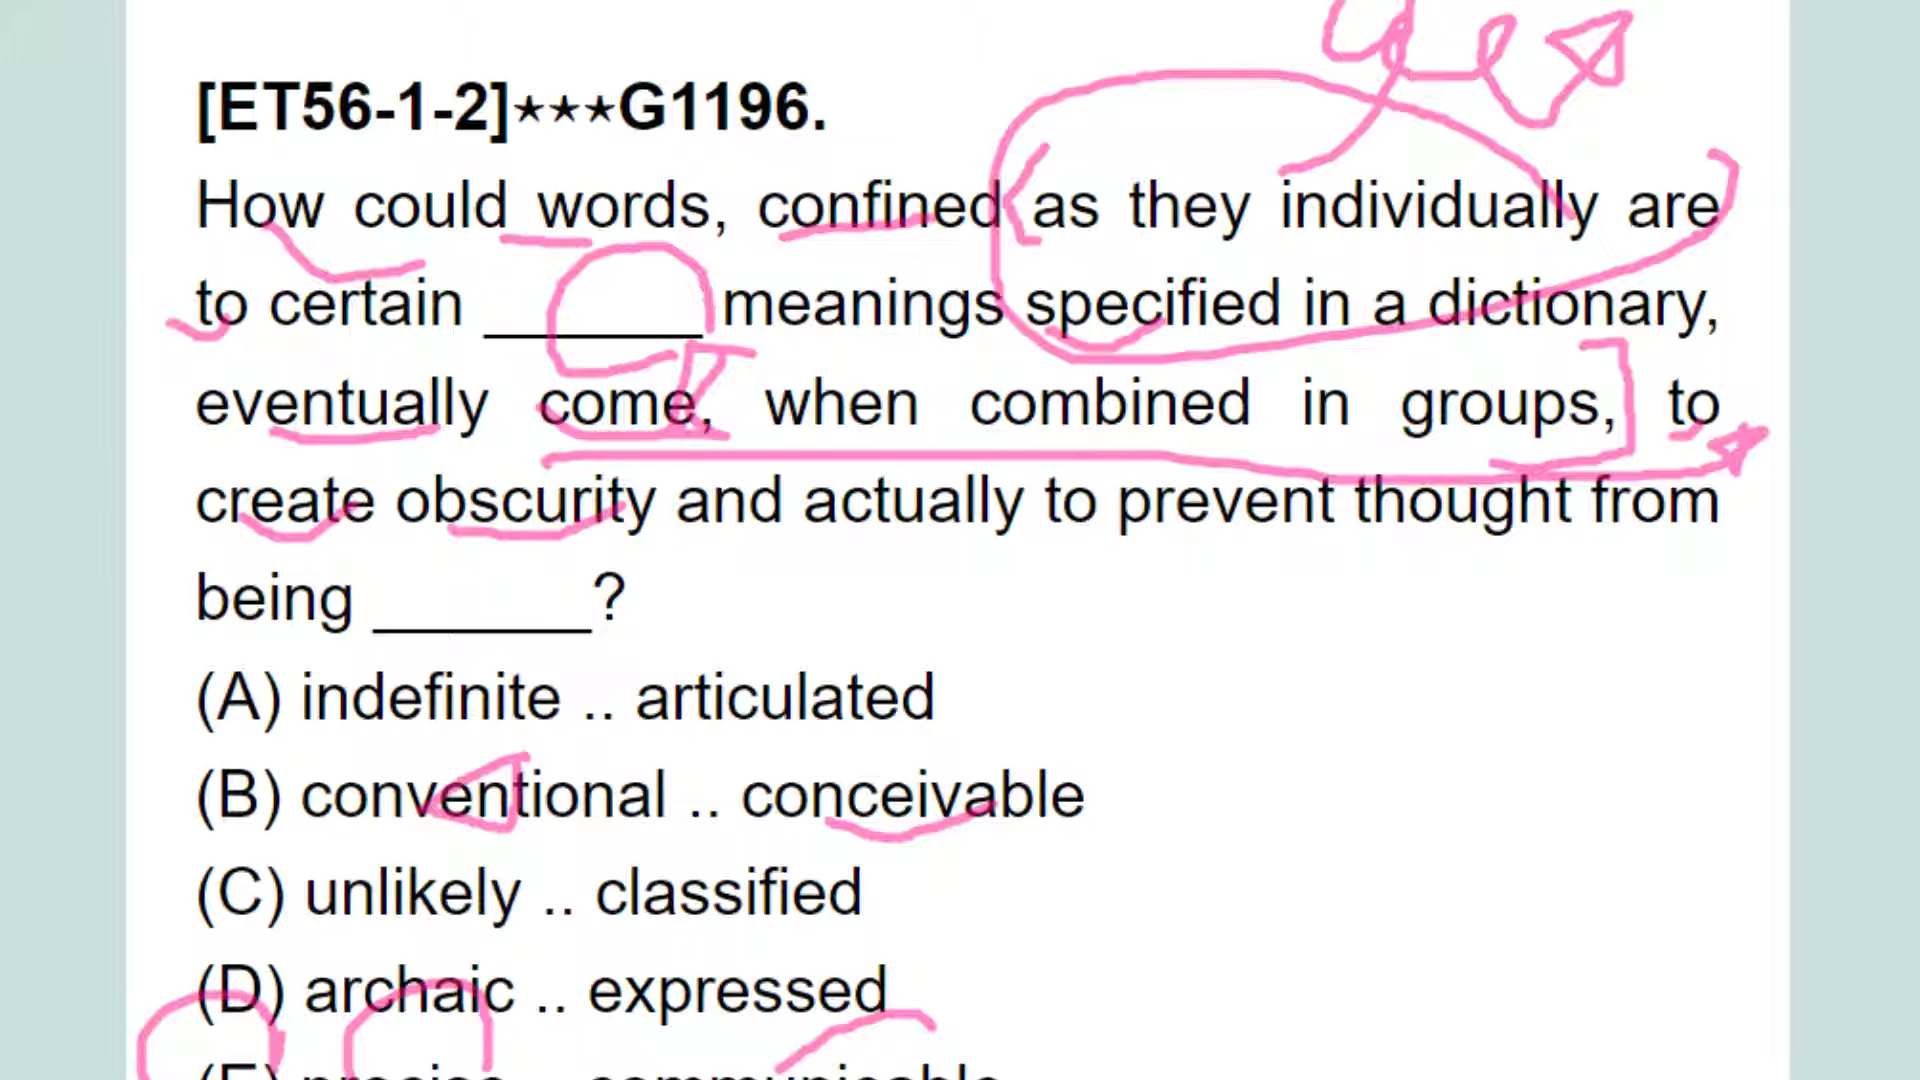 [ET56-1-2]⋆⋆⋆G1196.
How could words, confined as they individually are
to certain _______ meanings specified in a dictionary,
eventually come, when combined in groups, to
create obscurity and actually to prevent thought from
being _______?
(A) indefinite .. articulated
(B) conventional .. conceivable
(C) unlikely .. classified
(D) archaic .. expressed
(E) precise .. communicable